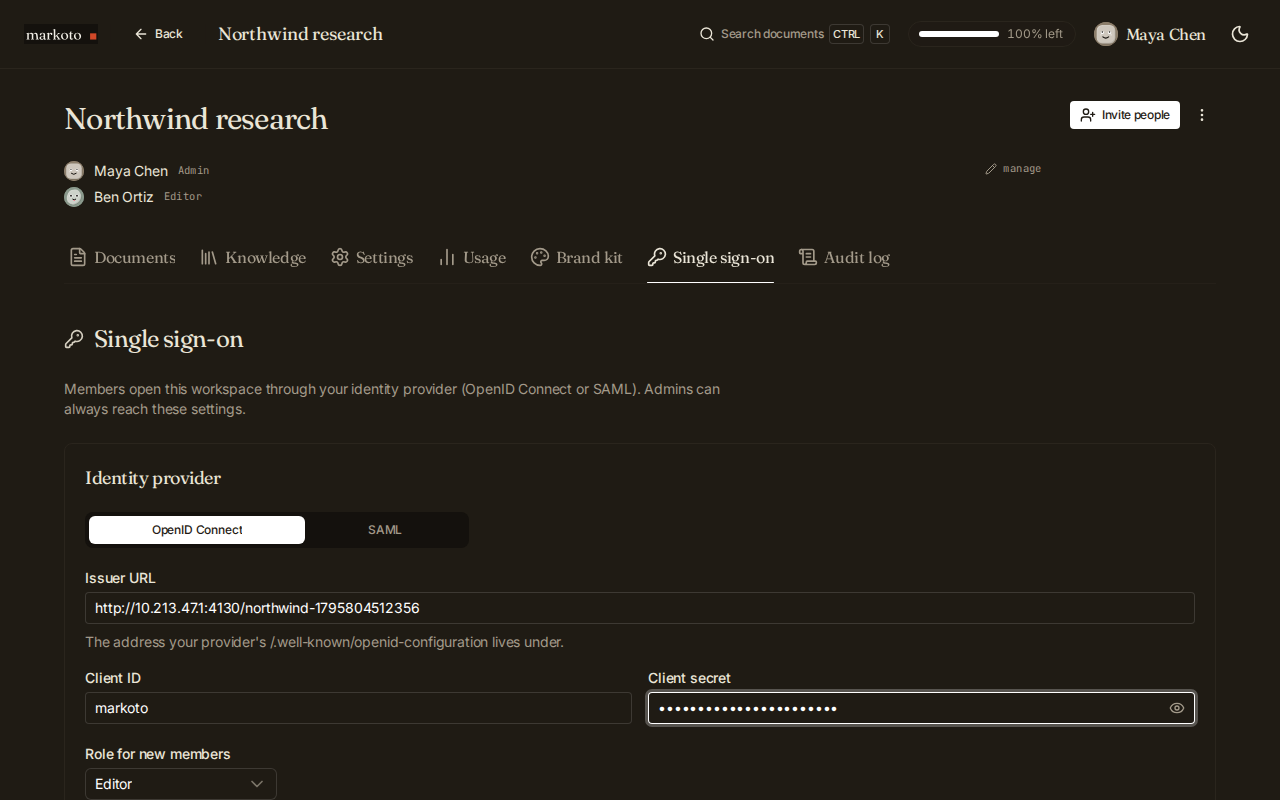 markoto
Back
Northwind research
Search documents CTRL K
100% left
Maya Chen
Northwind research
Invite people
Maya Chen Admin
manage
Ben Ortiz Editor
Documents
Knowledge
Settings
Usage
Brand kit
Single sign-on
Audit log
Single sign-on
Members open this workspace through your identity provider (OpenID Connect or SAML). Admins can
always reach these settings.
Identity provider
OpenID Connect
SAML
Issuer URL
http://10.213.47.1:4130/northwind-1795804512356
The address your provider's /.well-known/openid-configuration lives under.
Client ID
Client secret
markoto
•••••••••••••••••••••••
Role for new members
Editor